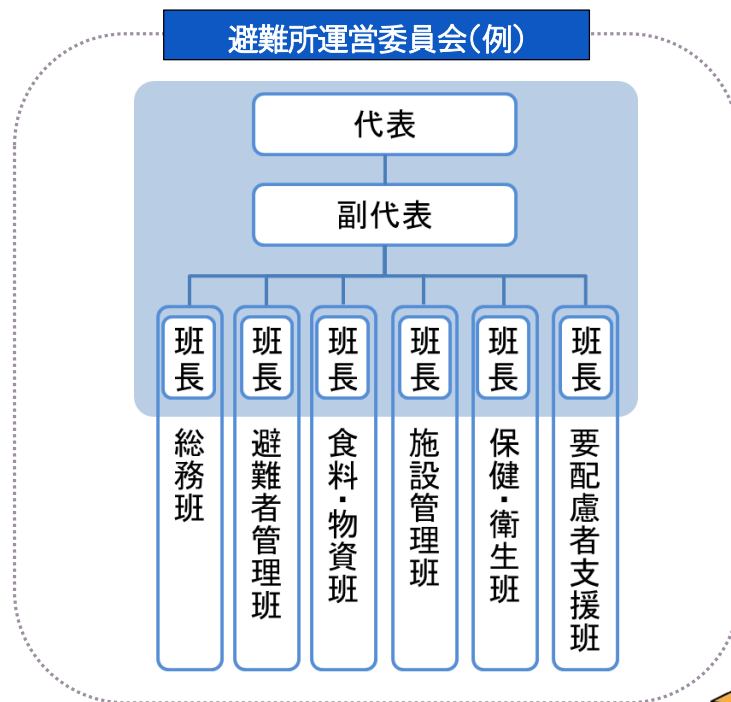 避難所運営委員会(例)
代表
副代表
班長
班長
班長
班長
班長
班長
総務班
避難者管理班
食料・物資班
施設管理班
保健・衛生班
要配慮者支援班